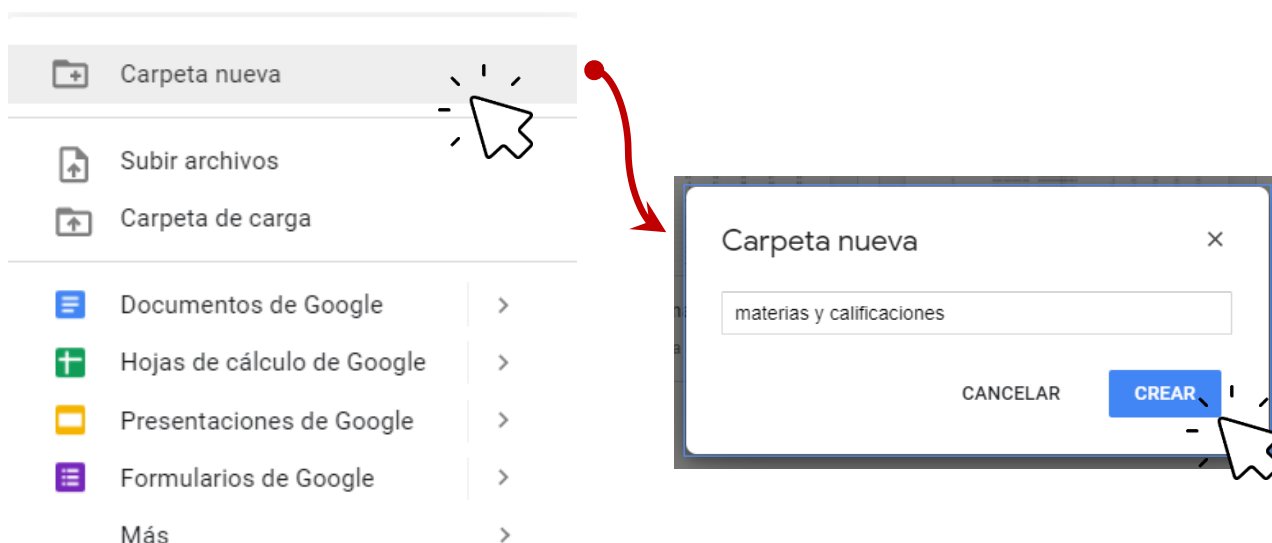 Carpeta nueva
Subir archivos
Carpeta de carga
Documentos de Google
Hojas de cálculo de Google
Presentaciones de Google
Formularios de Google
Más
Carpeta nueva
materias y calificaciones
CANCELAR CREAR